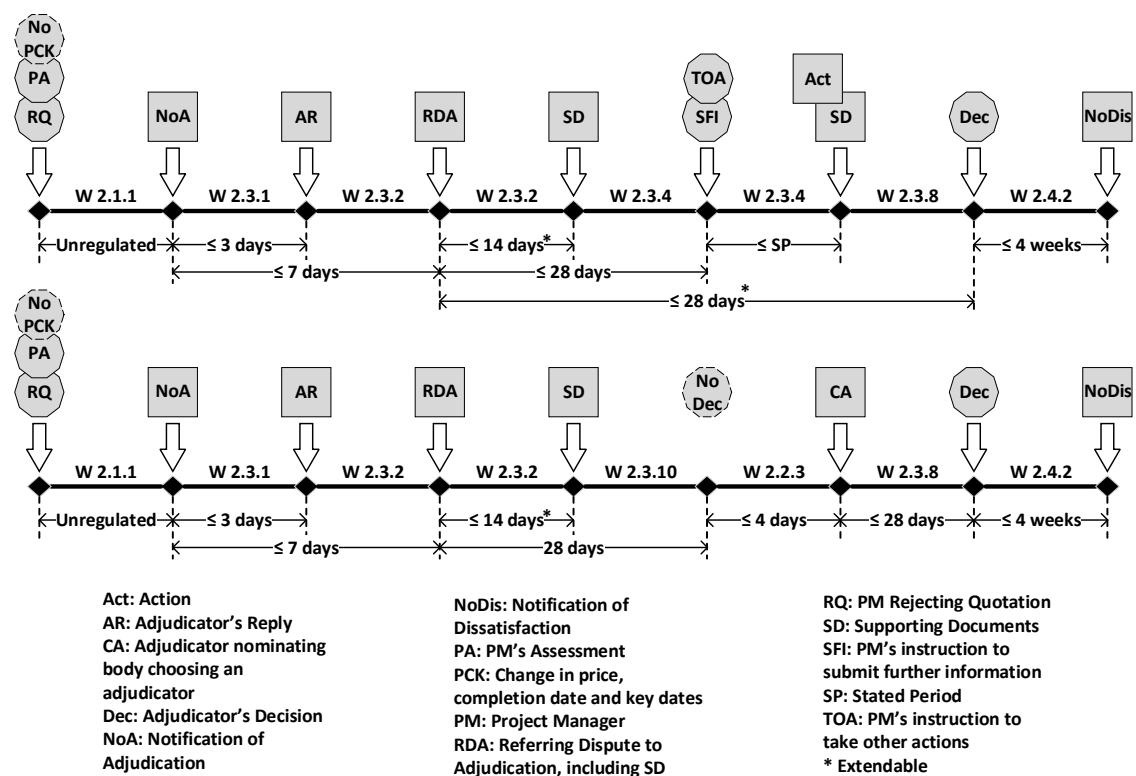 No
PCK
PA
RQ
NoA
AR
RDA
SD
TOA
SFI
Act
SD
Dec
NoDis
W 2.1.1
W 2.3.1
W 2.3.2
W 2.3.2
W 2.3.4
W 2.3.4
W 2.3.8
W 2.4.2
Unregulated
≤ 3 days
≤ 14 days*
≤ SP
≤ 4 weeks
≤ 7 days
≤ 28 days
≤ 28 days*
No
PCK
PA
RQ
NoA
AR
RDA
SD
No
Dec
CA
Dec
NoDis
W 2.1.1
W 2.3.1
W 2.3.2
W 2.3.2
W 2.3.10
W 2.2.3
W 2.3.8
W 2.4.2
Unregulated
≤ 3 days
≤ 14 days*
≤ 4 days
≤ 28 days
≤ 4 weeks
≤ 7 days
28 days
Act: Action
AR: Adjudicator's Reply
CA: Adjudicator nominating
body choosing an
adjudicator
Dec: Adjudicator's Decision
NoA: Notification of
Adjudication
NoDis: Notification of
Dissatisfaction
PA: PM's Assessment
PCK: Change in price,
completion date and key dates
PM: Project Manager
RDA: Referring Dispute to
Adjudication, including SD
RQ: PM Rejecting Quotation
SD: Supporting Documents
SFI: PM's instruction to
submit further information
SP: Stated Period
TOA: PM's instruction to
take other actions
* Extendable